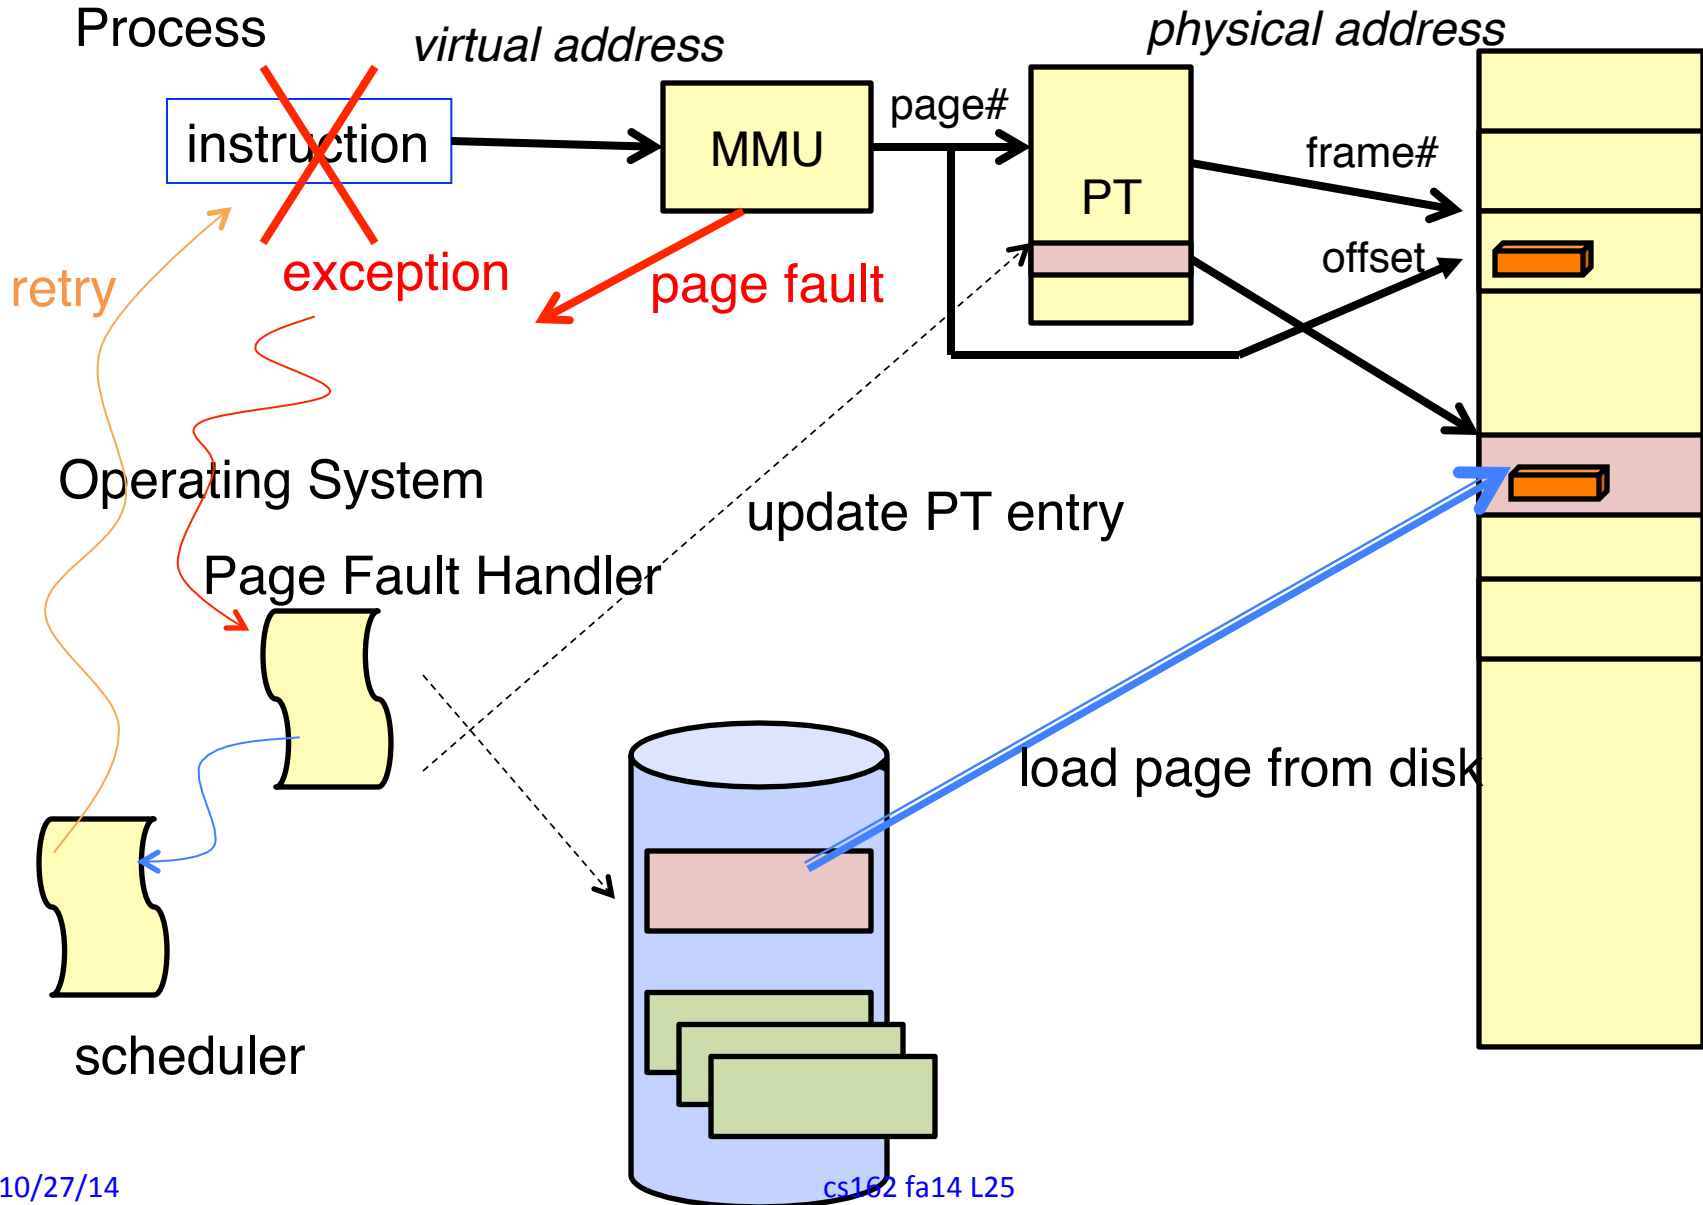 Process
virtual address
physical address
instruction
MMU
page#
PT
frame#
offset
retry
exception
page fault
Operating System
update PT entry
Page Fault Handler
load page from disk
scheduler
10/27/14
cs162 fa14 L25